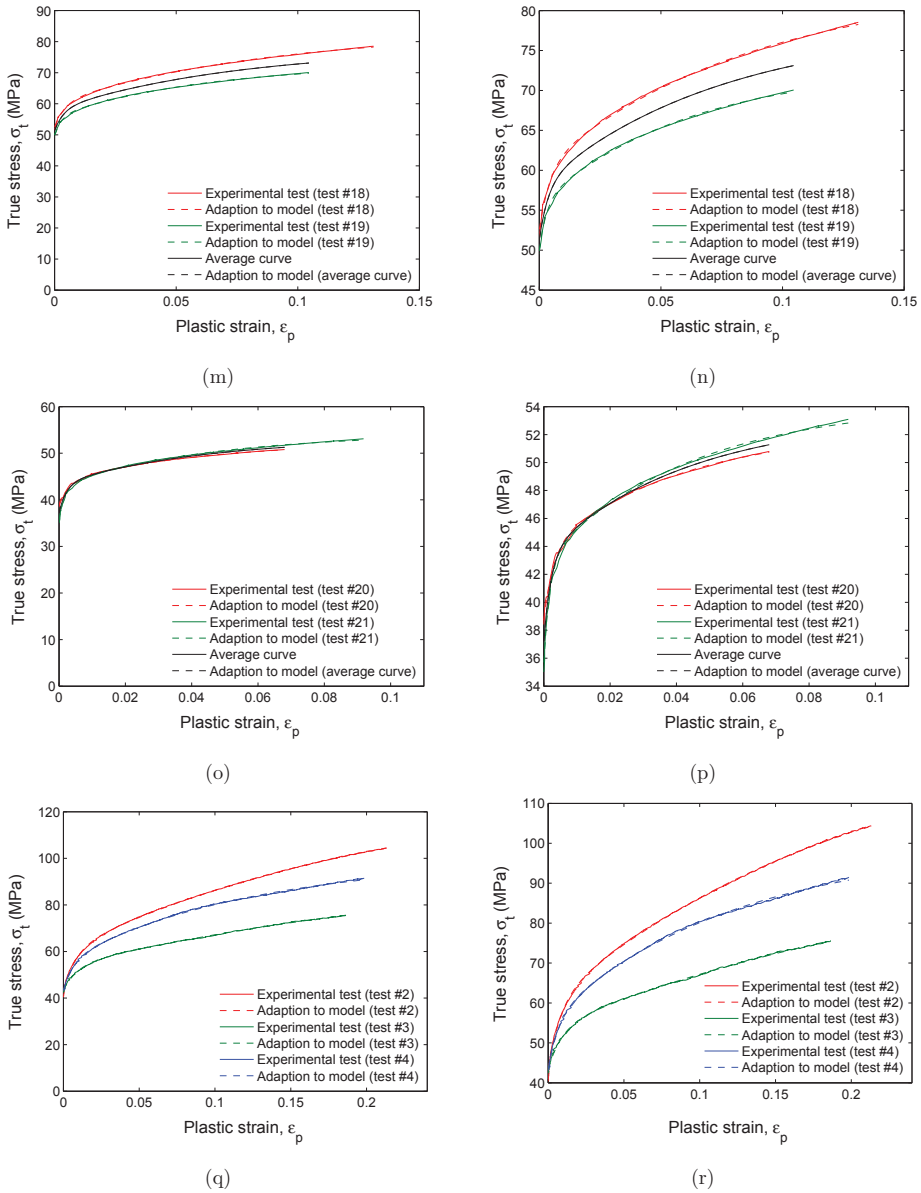 90
80
70
60
50
40
30
20
10
0
True stress, σt (MPa)
Experimental test (test #18)
Adaption to model (test #18)
Experimental test (test #19)
Adaption to model (test #19)
Average curve
Adaption to model (average curve)
0 0.05 0.1 0.15
Plastic strain, εp
(m)
80
75
70
65
60
55
50
45
True stress, σt (MPa)
Experimental test (test #18)
Adaption to model (test #18)
Experimental test (test #19)
Adaption to model (test #19)
Average curve
Adaption to model (average curve)
0 0.05 0.1 0.15
Plastic strain, εp
(n)
60
50
40
30
20
10
0
True stress, σt (MPa)
Experimental test (test #20)
Adaption to model (test #20)
Experimental test (test #21)
Adaption to model (test #21)
Average curve
Adaption to model (average curve)
0 0.02 0.04 0.06 0.08 0.1
Plastic strain, εp
(o)
54
52
50
48
46
44
42
40
38
36
34
True stress, σt (MPa)
Experimental test (test #20)
Adaption to model (test #20)
Experimental test (test #21)
Adaption to model (test #21)
Average curve
Adaption to model (average curve)
0 0.02 0.04 0.06 0.08 0.1
Plastic strain, εp
(p)
120
100
80
60
40
20
0
True stress, σt (MPa)
Experimental test (test #2)
Adaption to model (test #2)
Experimental test (test #3)
Adaption to model (test #3)
Experimental test (test #4)
Adaption to model (test #4)
0 0.05 0.1 0.15 0.2
Plastic strain, εp
(q)
110
100
90
80
70
60
50
40
True stress, σt (MPa)
Experimental test (test #2)
Adaption to model (test #2)
Experimental test (test #3)
Adaption to model (test #3)
Experimental test (test #4)
Adaption to model (test #4)
0 0.05 0.1 0.15 0.2
Plastic strain, εp
(r)